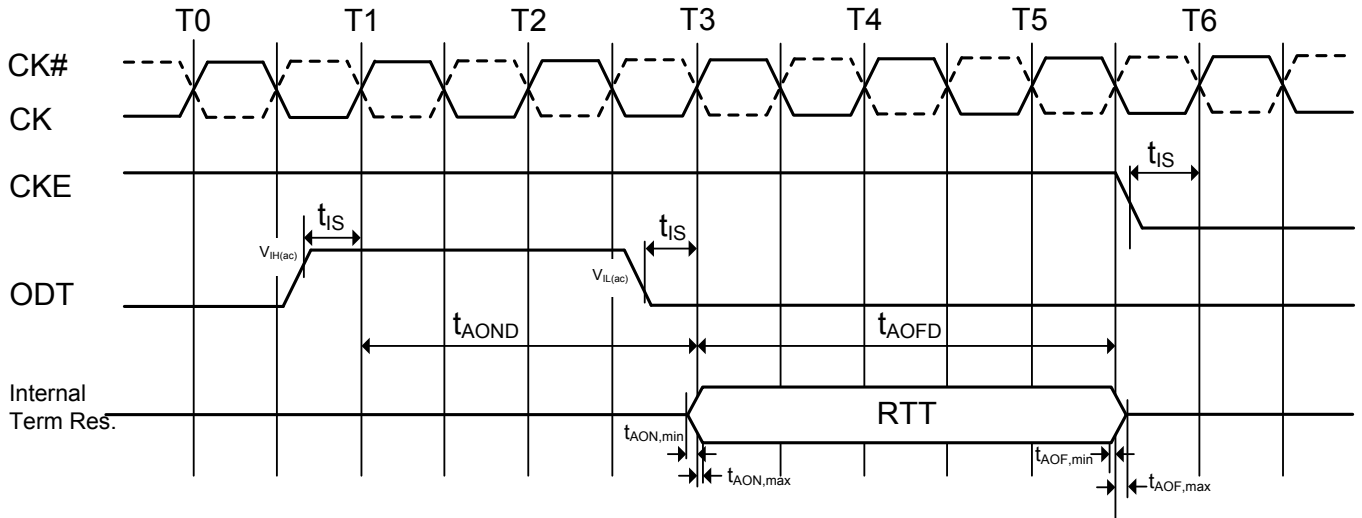 T0 T1 T2 T3 T4 T5 T6
CK#
CK
CKE
tIS
tIS
VIH(ac)
tIS
VIL(ac)
ODT
tAOND
tAOFD
Internal
Term Res.
RTT
tAON,min
tAON,max
tAOF,min
tAOF,max